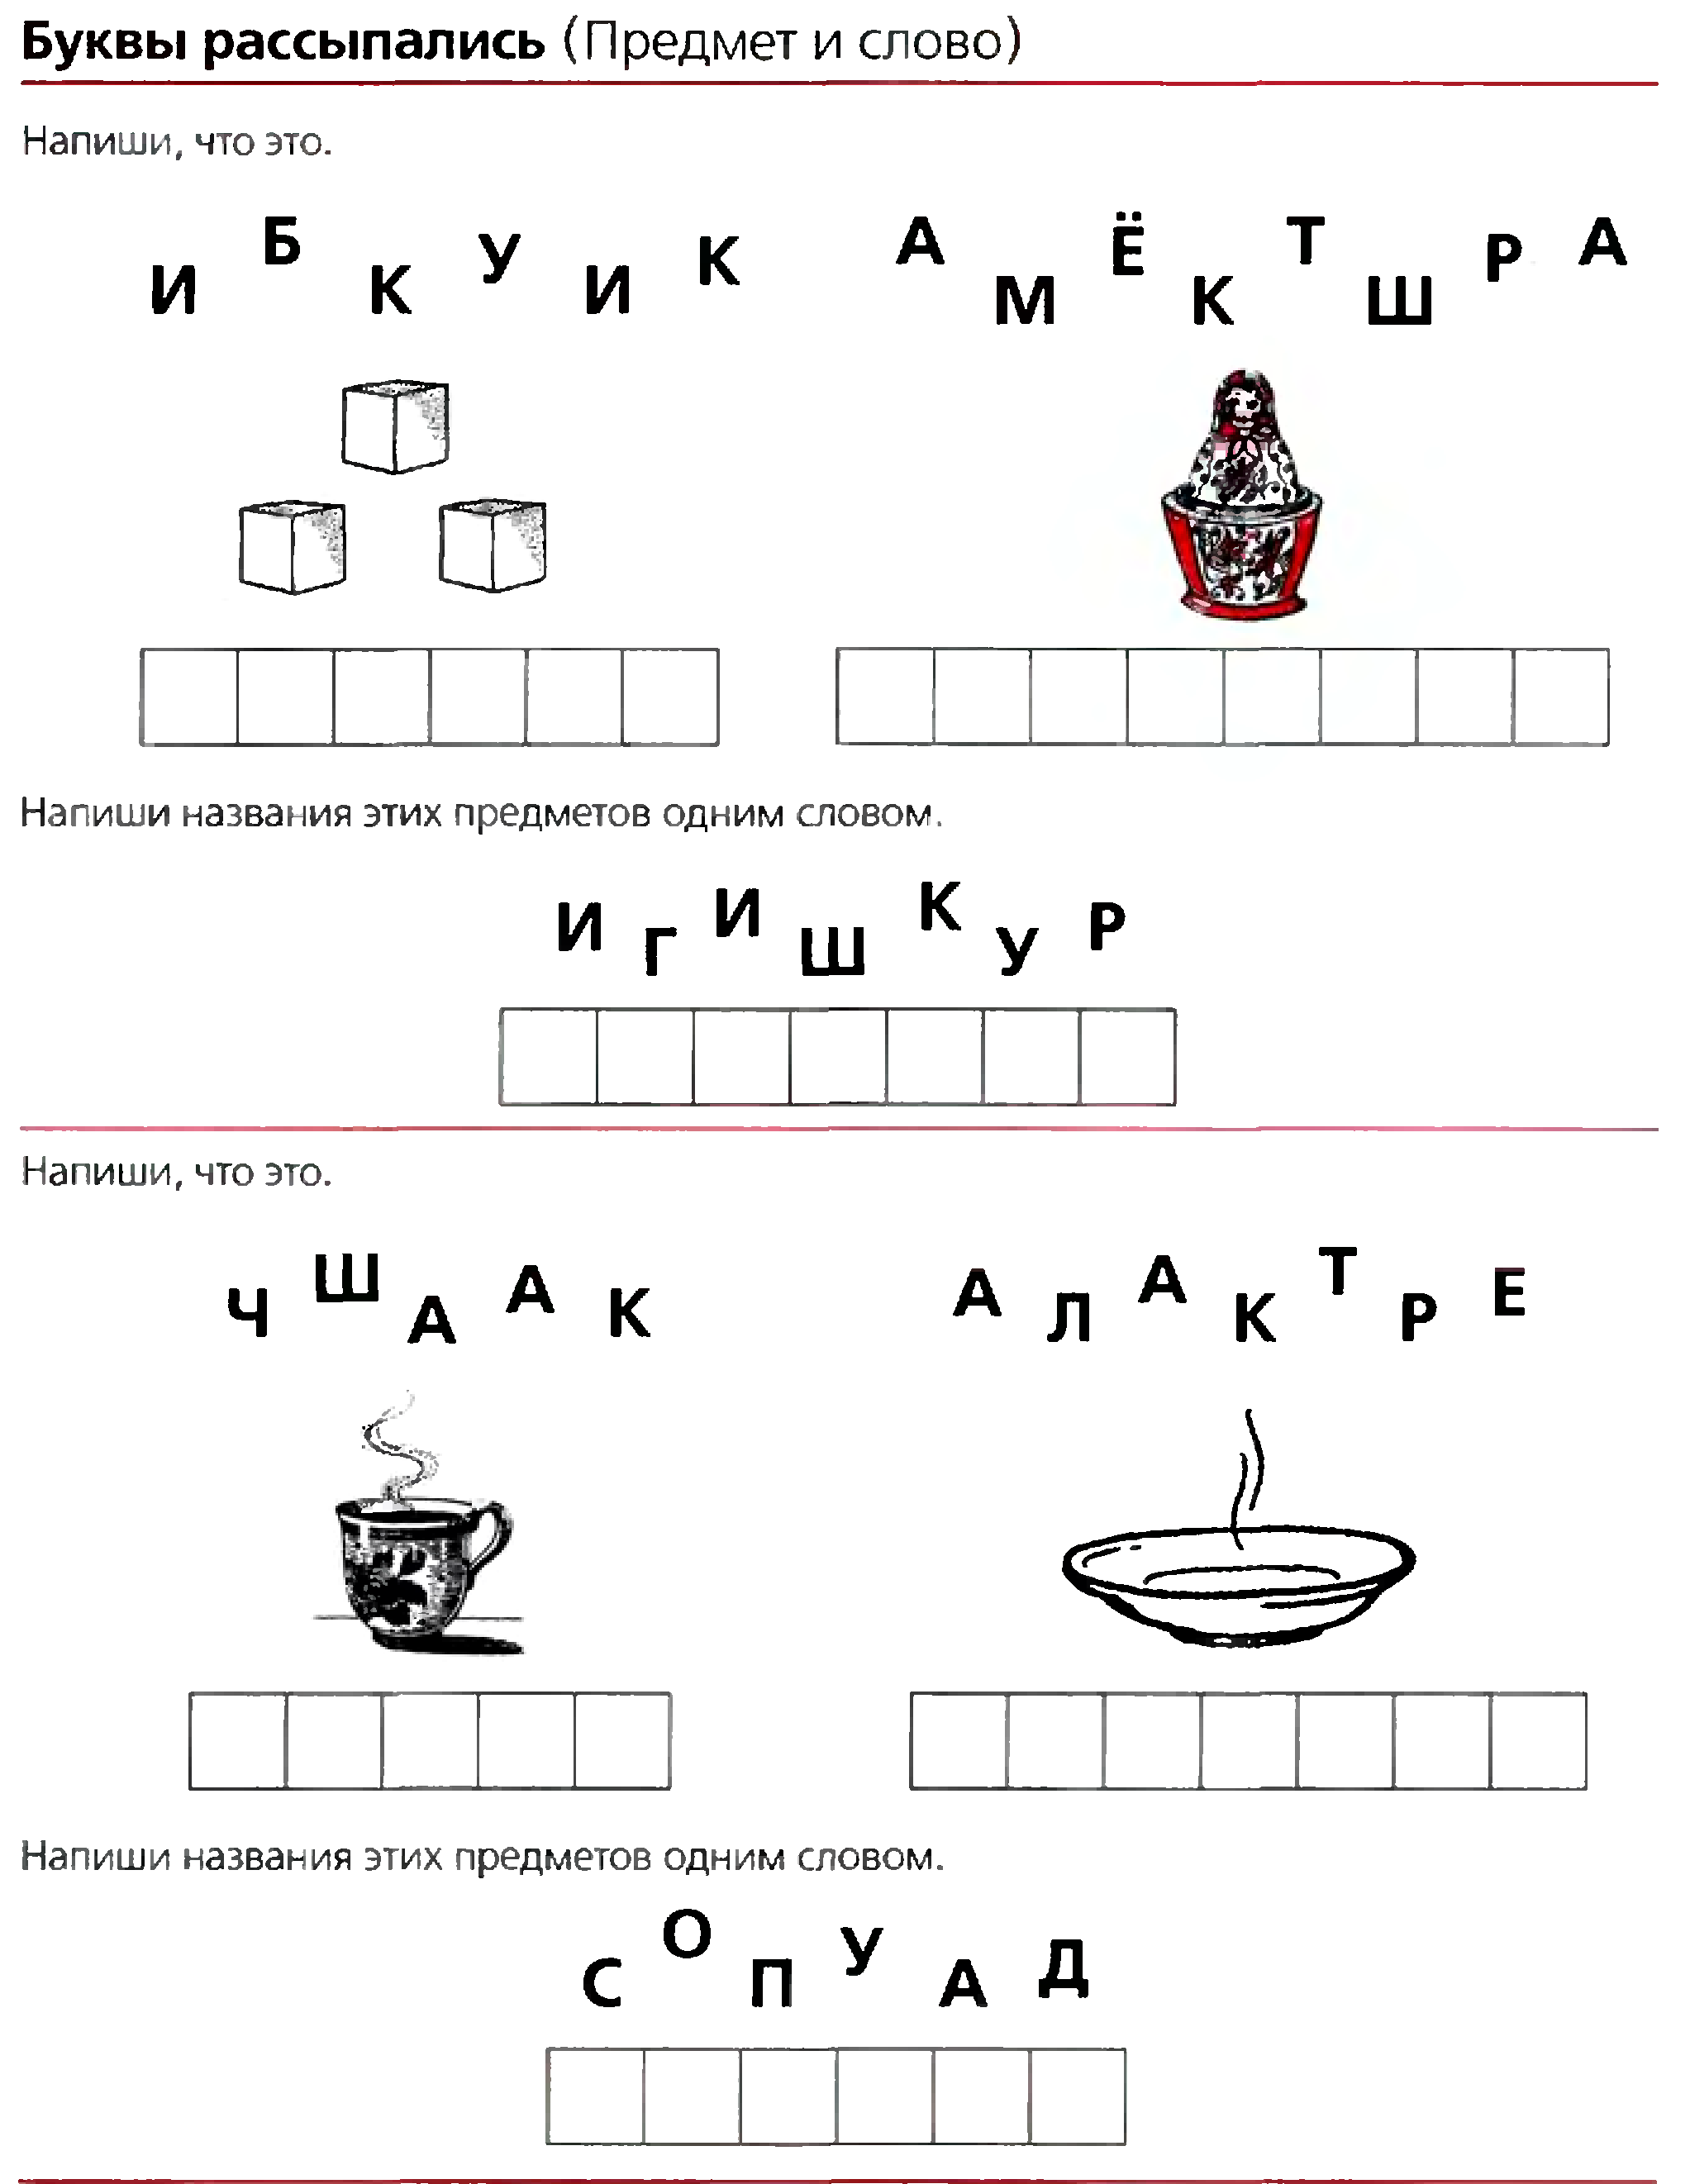 Буквы рассыпались (Предмет и слово)
Напиши, что это.
И Б К У И К
А М Ё К Т Ш Р А
Напиши названия этих предметов одним словом.
И Г И Ш К У Р
Напиши, что это.
Ч Ш А А К
А Л А К Т Р Е
Напиши названия этих предметов одним словом.
С О П У А Д